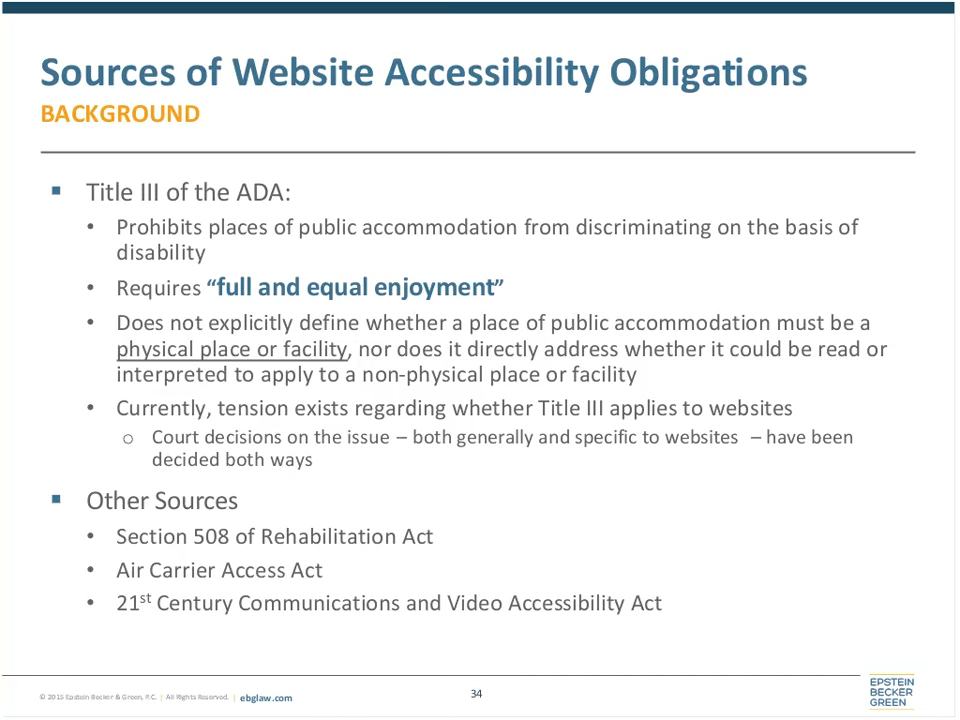 Sources of Website Accessibility Obligations
BACKGROUND
▪ Title III of the ADA:
• Prohibits places of public accommodation from discriminating on the basis of
disability
• Requires “full and equal enjoyment”
• Does not explicitly define whether a place of public accommodation must be a
physical place or facility, nor does it directly address whether it could be read or
interpreted to apply to a non-physical place or facility
• Currently, tension exists regarding whether Title III applies to websites
o Court decisions on the issue – both generally and specific to websites – have been
decided both ways
▪ Other Sources
• Section 508 of Rehabilitation Act
• Air Carrier Access Act
• 21st Century Communications and Video Accessibility Act
© 2015 Epstein Becker & Green, P.C. | All Rights Reserved. | ebglaw.com
34
EPSTEIN
BECKER
GREEN